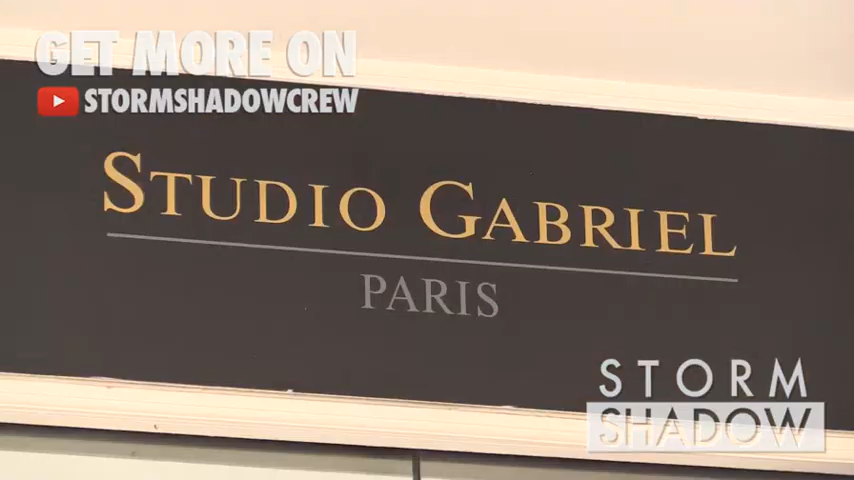 GET MORE ON
STORMSHADOWCREW
STUDIO GABRIEL
PARIS
STORM
SHADOW